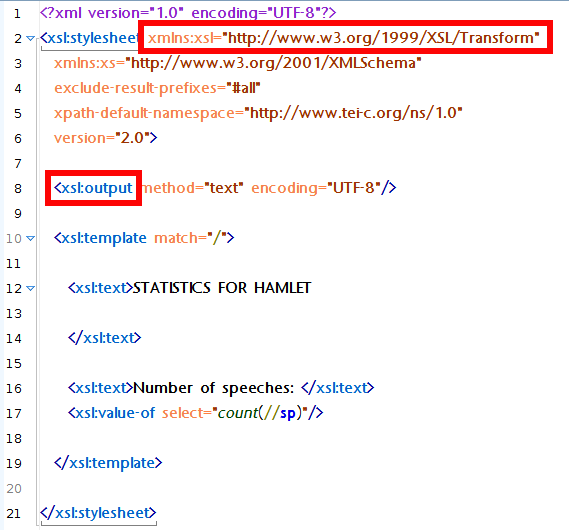 1 <?xml version="1.0" encoding="UTF-8"?>
2 <xsl:stylesheet xmlns:xsl="http://www.w3.org/1999/XSL/Transform"
3 xmlns:xs="http://www.w3.org/2001/XMLSchema"
4 exclude-result-prefixes="#all"
5 xpath-default-namespace="http://www.tei-c.org/ns/1.0"
6 version="2.0">
7
8 <xsl:output method="text" encoding="UTF-8"/>
9
10 <xsl:template match="/">
11
12 <xsl:text>STATISTICS FOR HAMLET
13
14 </xsl:text>
15
16 <xsl:text>Number of speeches: </xsl:text>
17 <xsl:value-of select="count(//sp)"/>
18
19 </xsl:template>
20
21 </xsl:stylesheet>